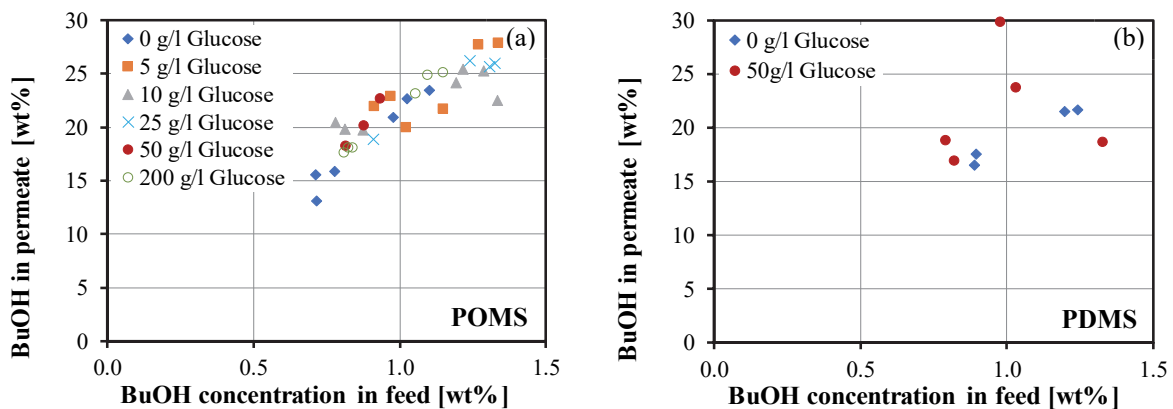 (a)
0 g/l Glucose
5 g/l Glucose
10 g/l Glucose
25 g/l Glucose
50 g/l Glucose
200 g/l Glucose
POMS
BuOH in permeate [wt%]
30
25
20
15
10
5
0
0.0 0.5 1.0 1.5
BuOH concentration in feed [wt%]
(b)
0 g/l Glucose
50g/l Glucose
PDMS
BuOH in permeate [wt%]
30
25
20
15
10
5
0
0.0 0.5 1.0 1.5
BuOH concentration in feed [wt%]